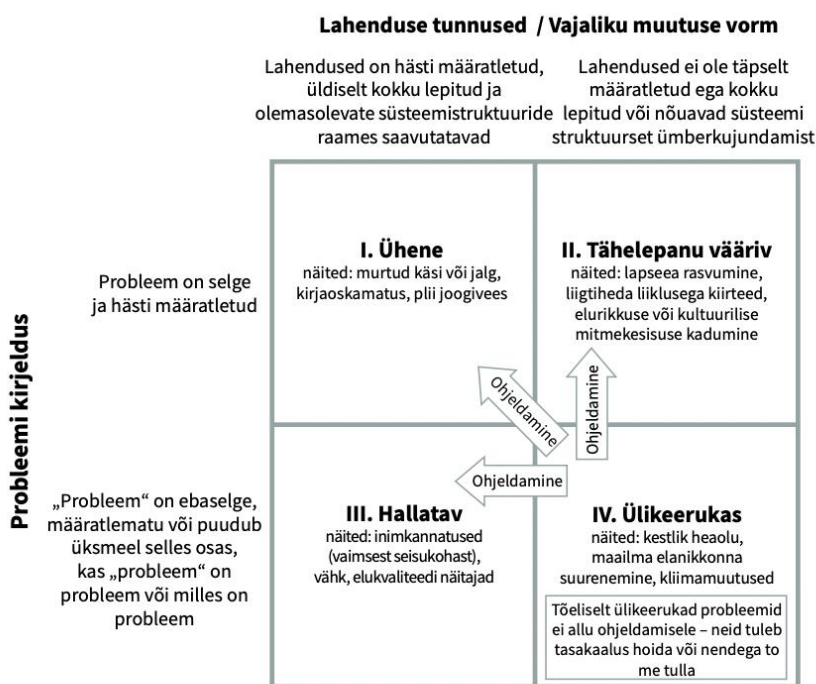 Lahenduse tunnused / Vajaliku muutuse vorm
Lahendused on hästi määratletud,
üldiselt kokku lepitud ja
olemasolevate süsteemistruktuuride
raames saavutatavad
Lahendused ei ole täpselt
määratletud ega kokku
lepitud või nõuavad süsteemi
struktuurset ümberkujundamist
Probleemi kirjeldus
Probleem on selge
ja hästi määratletud
I. Ühene
näited: murtud käsi või jalg,
kirjaoskamatus, plii joogivees
II. Tähelepanu vääriv
näited: lapseea rasvumine,
liigtiheda liiklusega kiirteed,
elurikkuse või kultuurilise
mitmekesisuse kadumine
Ohjeldamine
Ohjeldamine
Ohjeldamine
„Probleem“ on ebaselge,
määratlematu või puudub
üksmeel selles osas,
kas „probleem“ on
probleem või milles on
probleem
III. Hallatav
näited: inimkannatused
(vaimsest seisukohast),
vähk, elukvaliteedi näitajad
IV. Ülikeerukas
näited: kestlik heaolu,
maailma elanikkonna
suurenemine, kliimamuutused
Tõeliselt ülikeerukad probleemid
ei allu ohjeldamisele – neid tuleb
tasakaalus hoida või nendega to
me tulla